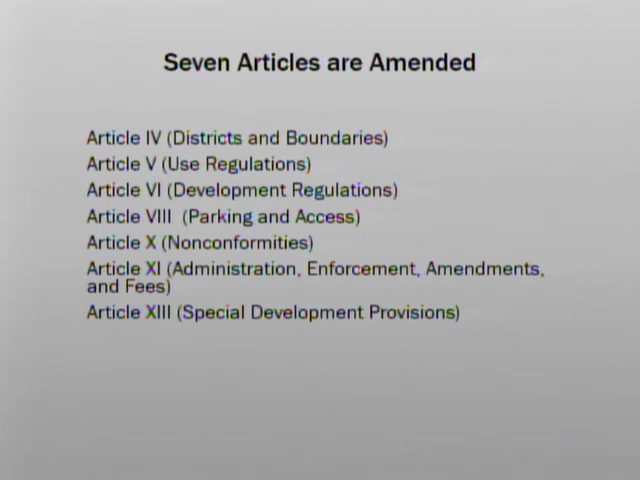 Seven Articles are Amended
Article IV (Districts and Boundaries)
Article V (Use Regulations)
Article VI (Development Regulations)
Article VIII (Parking and Access)
Article X (Nonconformities)
Article XI (Administration, Enforcement, Amendments,
and Fees)
Article XIII (Special Development Provisions)